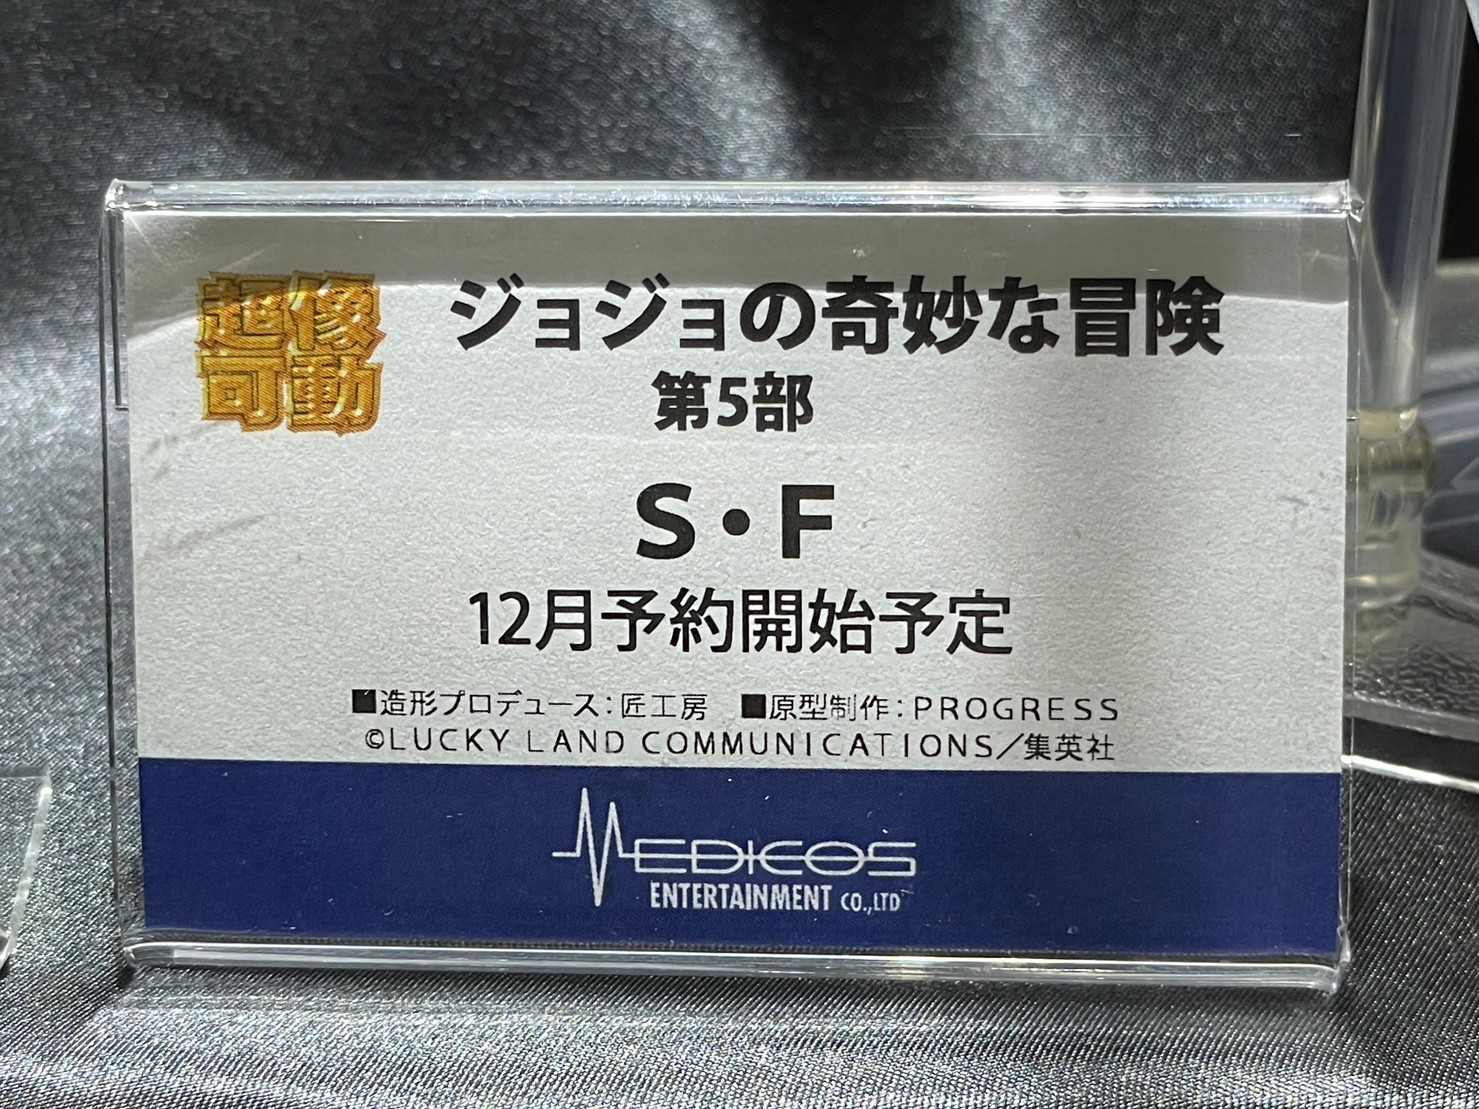 超像
可動
ジョジョの奇妙な冒険
第5部
S・F
12月予約開始予定
■造形プロデュース:匠工房 ■原型制作:PROGRESS
©LUCKY LAND COMMUNICATIONS/集英社
MEDICOS
ENTERTAINMENT CO.,LTD